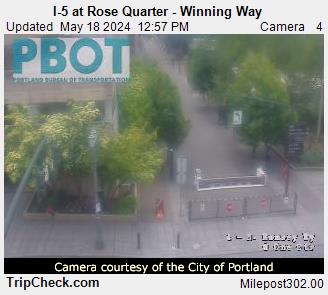 I-5 at Rose Quarter - Winning Way
Updated May 18 2024 12:57 PM Camera 4
PBOT
PORTLAND BUREAU OF TRANSPORTATION
Camera courtesy of the City of Portland
TripCheck.com Milepost302.00